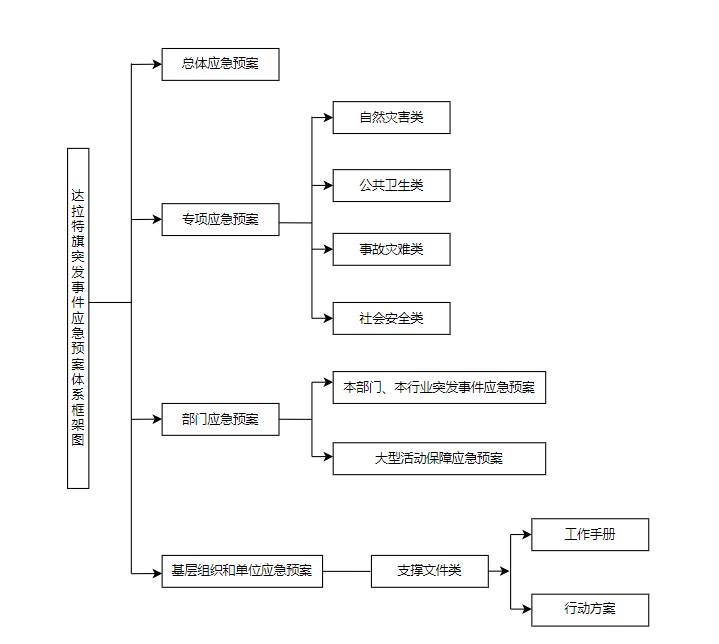 达拉特旗突发事件应急预案体系框架图
总体应急预案
专项应急预案
自然灾害类
公共卫生类
事故灾难类
社会安全类
部门应急预案
本部门、本行业突发事件应急预案
大型活动保障应急预案
基层组织和单位应急预案
支撑文件类
工作手册
行动方案